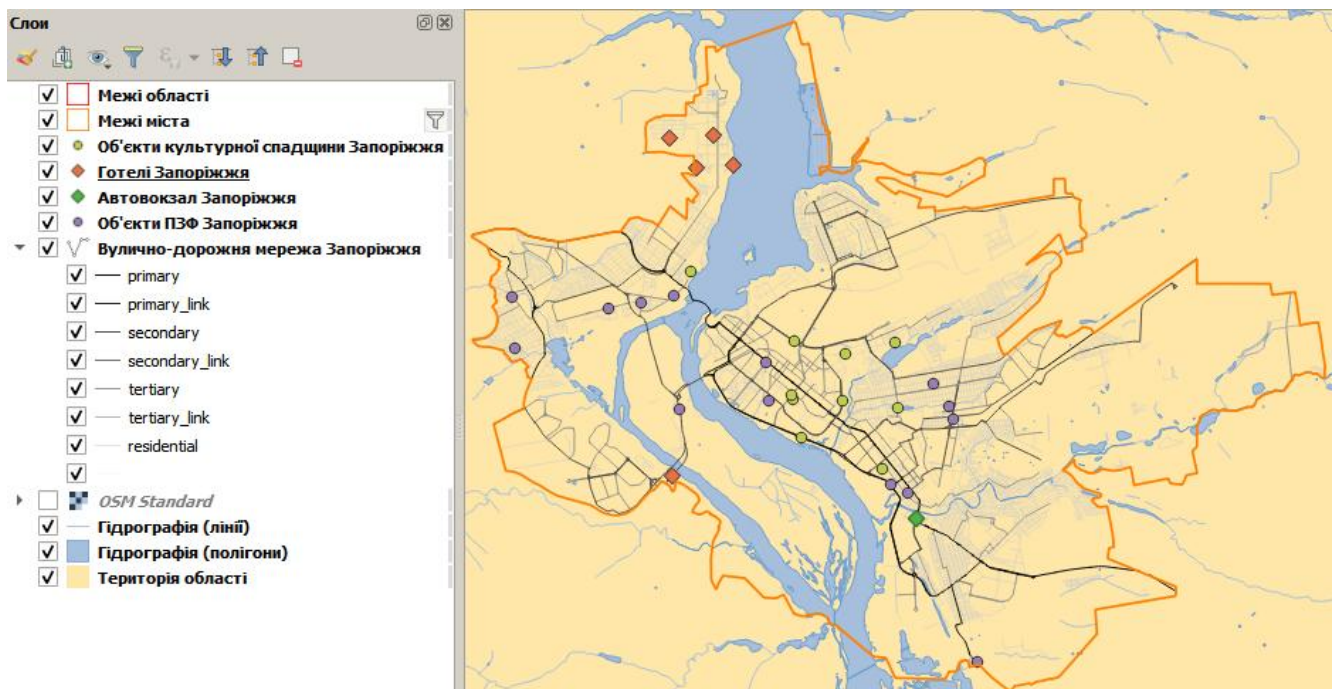 Слои
Межі області
Межі міста
Об'єкти культурної спадщини Запоріжжя
Готелі Запоріжжя
Автовокзал Запоріжжя
Об'єкти ПЗФ Запоріжжя
Вулично-дорожня мережа Запоріжжя
primary
primary_link
secondary
secondary_link
tertiary
tertiary_link
residential
OSM Standard
Гідрографія (лінії)
Гідрографія (полігони)
Територія області